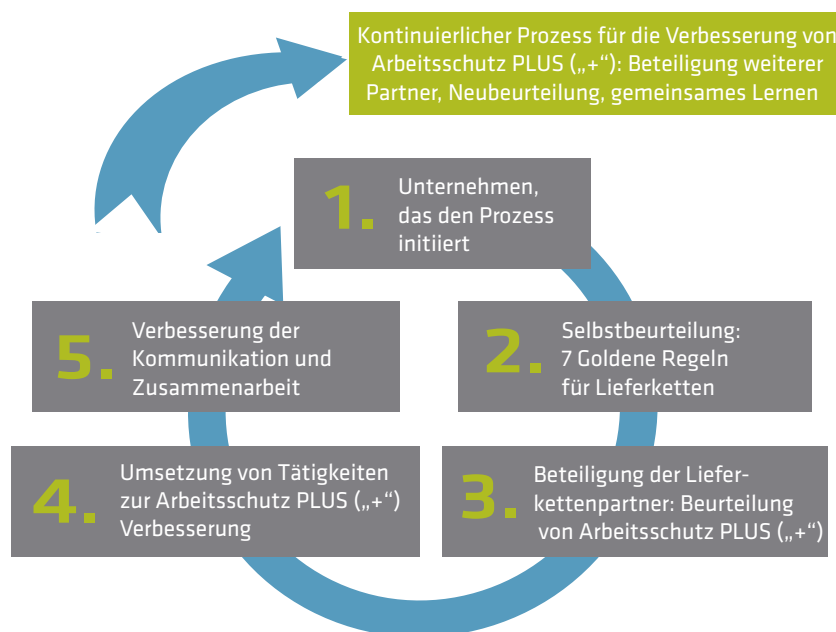 Kontinuierlicher Prozess für die Verbesserung von
Arbeitsschutz PLUS („+“): Beteiligung weiterer
Partner, Neubeurteilung, gemeinsames Lernen
1.
Unternehmen,
das den Prozess
initiiert
2.
Selbstbeurteilung:
7 Goldene Regeln
für Lieferketten
3.
Beteiligung der Liefer-
kettenpartner: Beurteilung
von Arbeitsschutz PLUS („+“)
4.
Umsetzung von Tätigkeiten
zur Arbeitsschutz PLUS („+“)
Verbesserung
5.
Verbesserung der
Kommunikation und
Zusammenarbeit